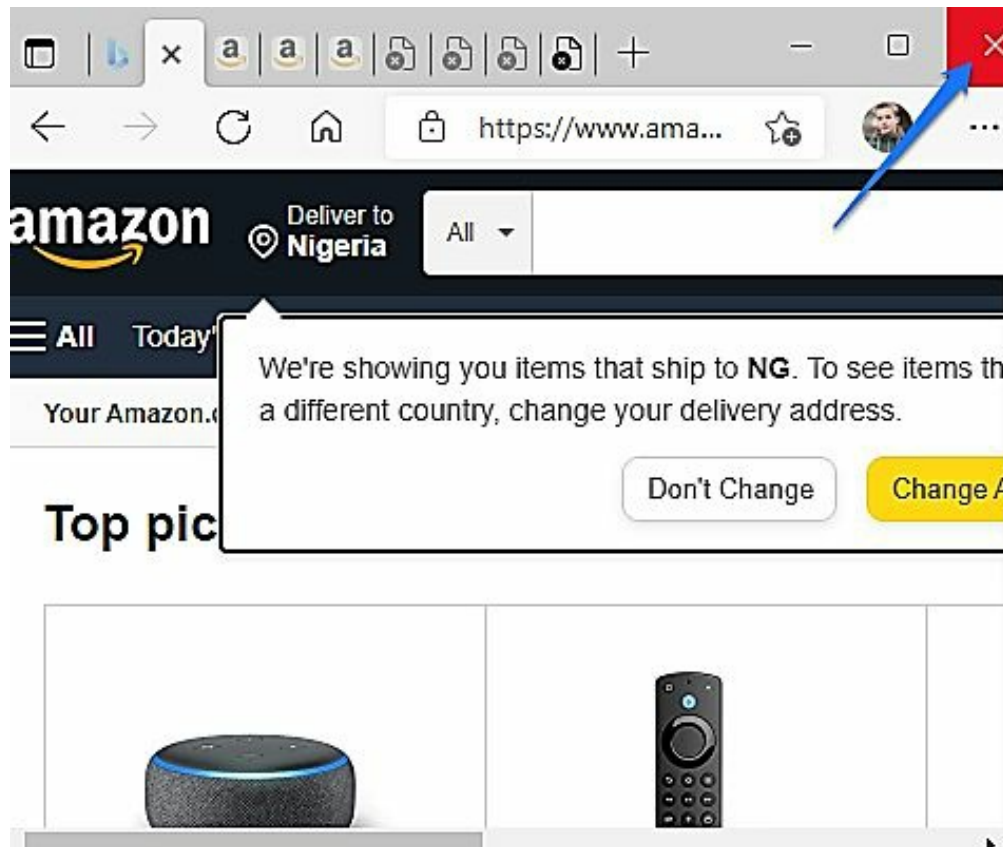 https://www.ama...
amazon
Deliver to
Nigeria
All
All Today'
We're showing you items that ship to NG. To see items th
a different country, change your delivery address.
Your Amazon.c
Don't Change
Change A
Top pic